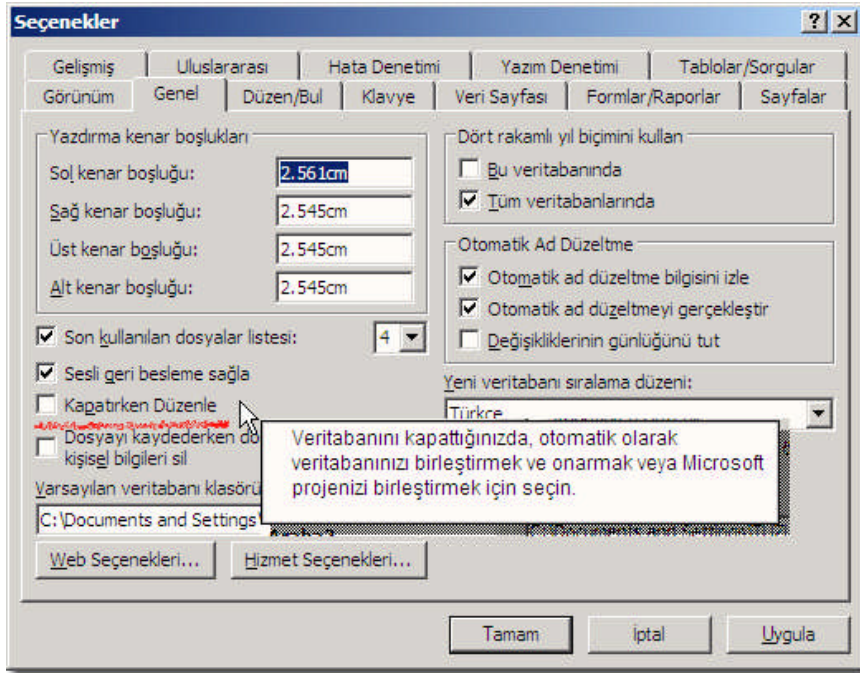 Seçenekler
Gelişmiş Uluslararası Hata Denetimi Yazım Denetimi Tablolar/Sorgular
Görünüm Genel Düzen/Bul Klavye Veri Sayfası Formlar/Raporlar Sayfalar
Yazdırma kenar boşlukları
Sol kenar boşluğu: 2.561cm
Sağ kenar boşluğu: 2.545cm
Üst kenar boşluğu: 2.545cm
Alt kenar boşluğu: 2.545cm
Son kullanılan dosyalar listesi: 4
Sesli geri besleme sağla
Kapatırken Düzenle
Dosyayı kaydederken
kişisel bilgileri sil
Varsayılan veritabanı klasörü
C:\Documents and Settings\
Web Seçenekleri... Hizmet Seçenekleri...
Dört rakamlı yıl biçimini kullan
Bu veritabanında
Tüm veritabanlarında
Otomatik Ad Düzeltme
Otomatik ad düzeltme bilgisini izle
Otomatik ad düzeltmeyi gerçekleştir
Değişikliklerinin günlüğünü tut
Yeni veritabanı sıralama düzeni:
Türkçe
Veritabanını kapattığınızda, otomatik olarak
veritabanınızı birleştirmek ve onarmak veya Microsoft
projenizi birleştirmek için seçin.
Tamam İptal Uygula